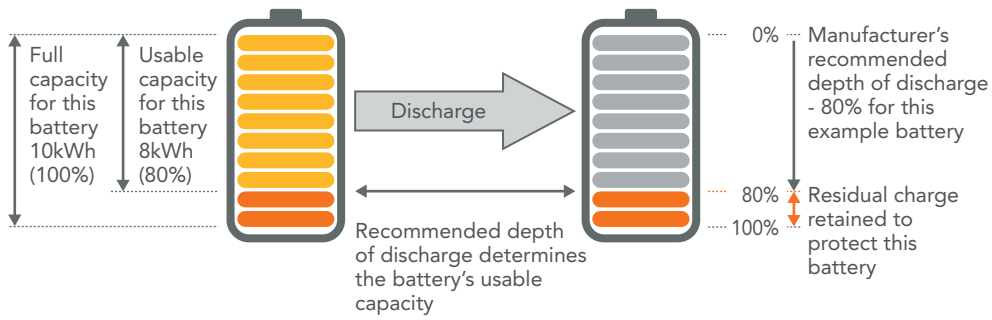 Full
capacity
for this
battery
10kWh
(100%)
Usable
capacity
for this
battery
8kWh
(80%)
Discharge
Recommended depth
of discharge determines
the battery’s usable
capacity
0%
80%
100%
Manufacturer’s
recommended
depth of discharge
- 80% for this
example battery
Residual charge
retained to
protect this
battery